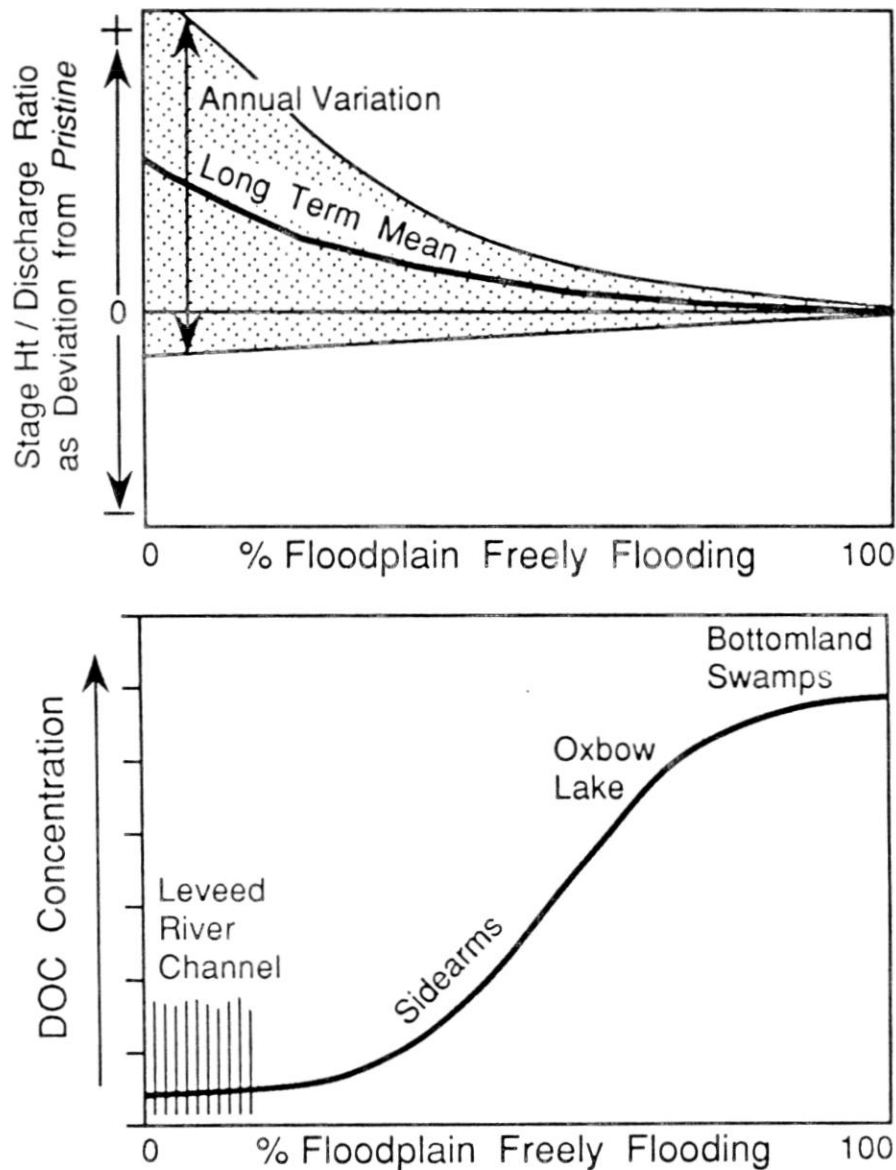 +
0
−
Stage Ht / Discharge Ratio
as Deviation from Pristine
Annual Variation
Long Term Mean
0 % Floodplain Freely Flooding 100
DOC Concentration
Bottomland
Swamps
Oxbow
Lake
Leveed
River
Channel
Sidearms
0 % Floodplain Freely Flooding 100